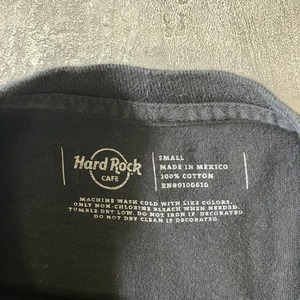 Hard Rock
CAFE
SMALL
MADE IN MEXICO
100% COTTON
RN#0100610
MACHINE WASH COLD WITH LIKE COLORS.
ONLY NON-CHLORINE BLEACH WHEN NEEDED.
TUMBLE DRY LOW. DO NOT IRON IF DECORATED.
DO NOT DRY CLEAN IF DECORATED.